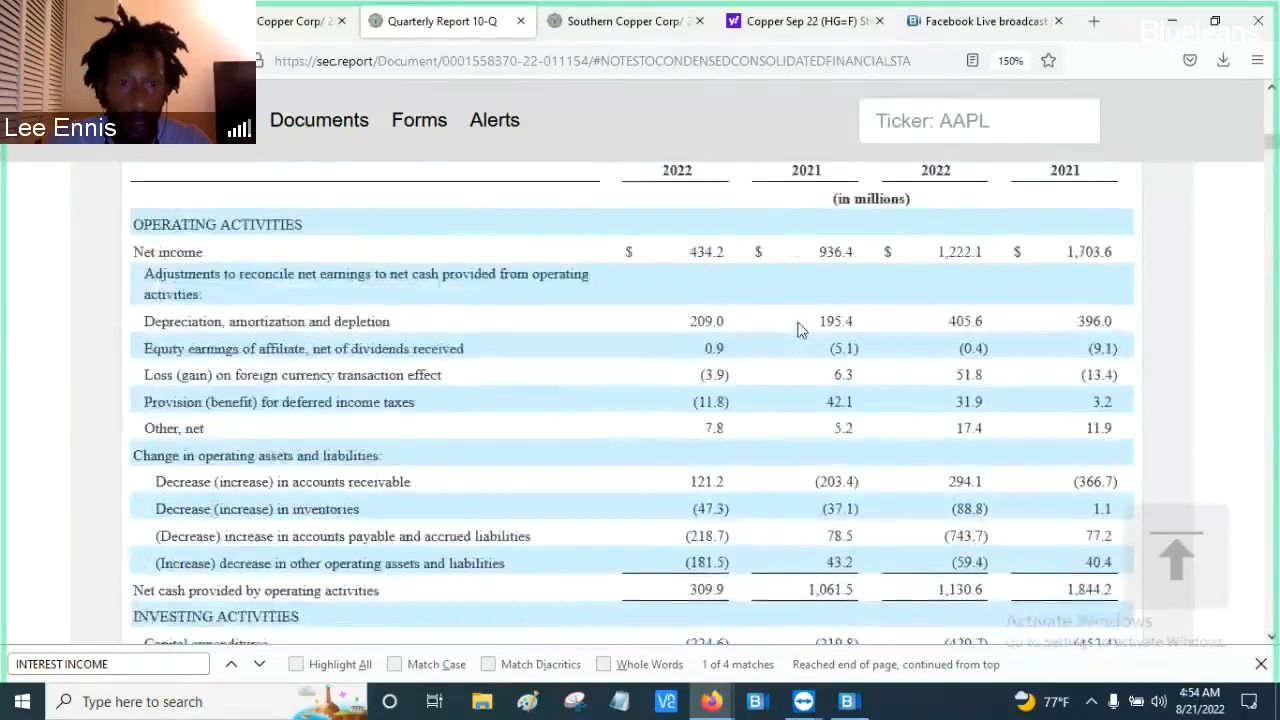 Copper Corp/ 2
Quarterly Report 10-Q
Southern Copper Corp/ 2
Copper Sep 22 (HG=F) St
Facebook Live broadcast
BlueJeans
https://sec.report/Document/0001558370-22-011154/#NOTESTOCONDENSEDCONSOLIDATEDFINANCIALSTA
150%
Lee Ennis
Documents Forms Alerts
Ticker: AAPL
2022 2021 2022 2021
(in millions)
OPERATING ACTIVITIES
Net income $ 434.2 $ 936.4 $ 1,222.1 $ 1,703.6
Adjustments to reconcile net earnings to net cash provided from operating
activities:
Depreciation, amortization and depletion 209.0 195.4 405.6 396.0
Equity earnings of affiliate, net of dividends received 0.9 (5.1) (0.4) (9.1)
Loss (gain) on foreign currency transaction effect (3.9) 6.3 51.8 (13.4)
Provision (benefit) for deferred income taxes (11.8) 42.1 31.9 3.2
Other, net 7.8 5.2 17.4 11.9
Change in operating assets and liabilities:
Decrease (increase) in accounts receivable 121.2 (203.4) 294.1 (366.7)
Decrease (increase) in inventories (47.3) (37.1) (88.8) 1.1
(Decrease) increase in accounts payable and accrued liabilities (218.7) 78.5 (743.7) 77.2
(Increase) decrease in other operating assets and liabilities (181.5) 43.2 (59.4) 40.4
Net cash provided by operating activities 309.9 1,061.5 1,130.6 1,844.2
INVESTING ACTIVITIES
Capital expenditures
Activate Windows
Go to Settings to activate Windows.
INTEREST INCOME
Highlight All Match Case Match Diacritics Whole Words 1 of 4 matches Reached end of page, continued from top
Type here to search
77°F
4:54 AM
8/21/2022